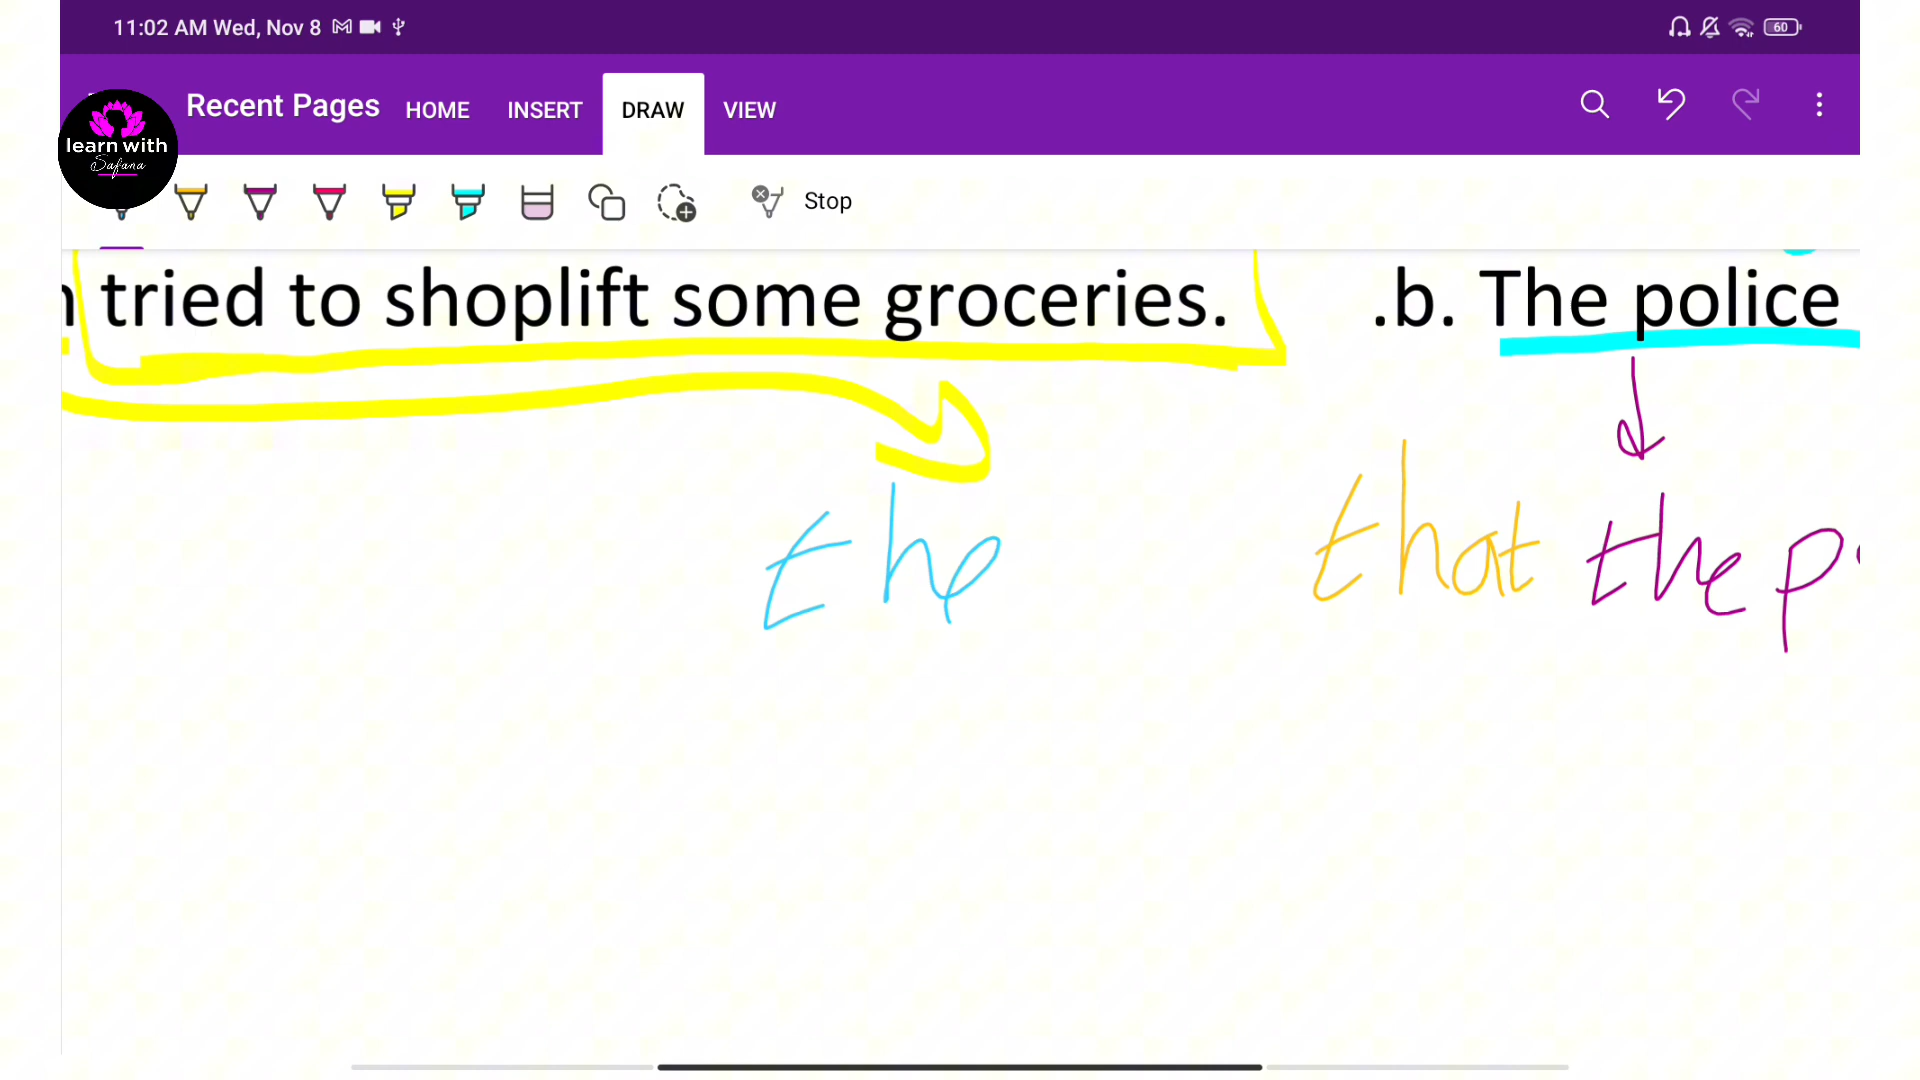 11:02 AM Wed, Nov 8 60
learn with
Safana
Recent Pages HOME INSERT DRAW VIEW
Stop
tried to shoplift some groceries. .b. The police
the that the p